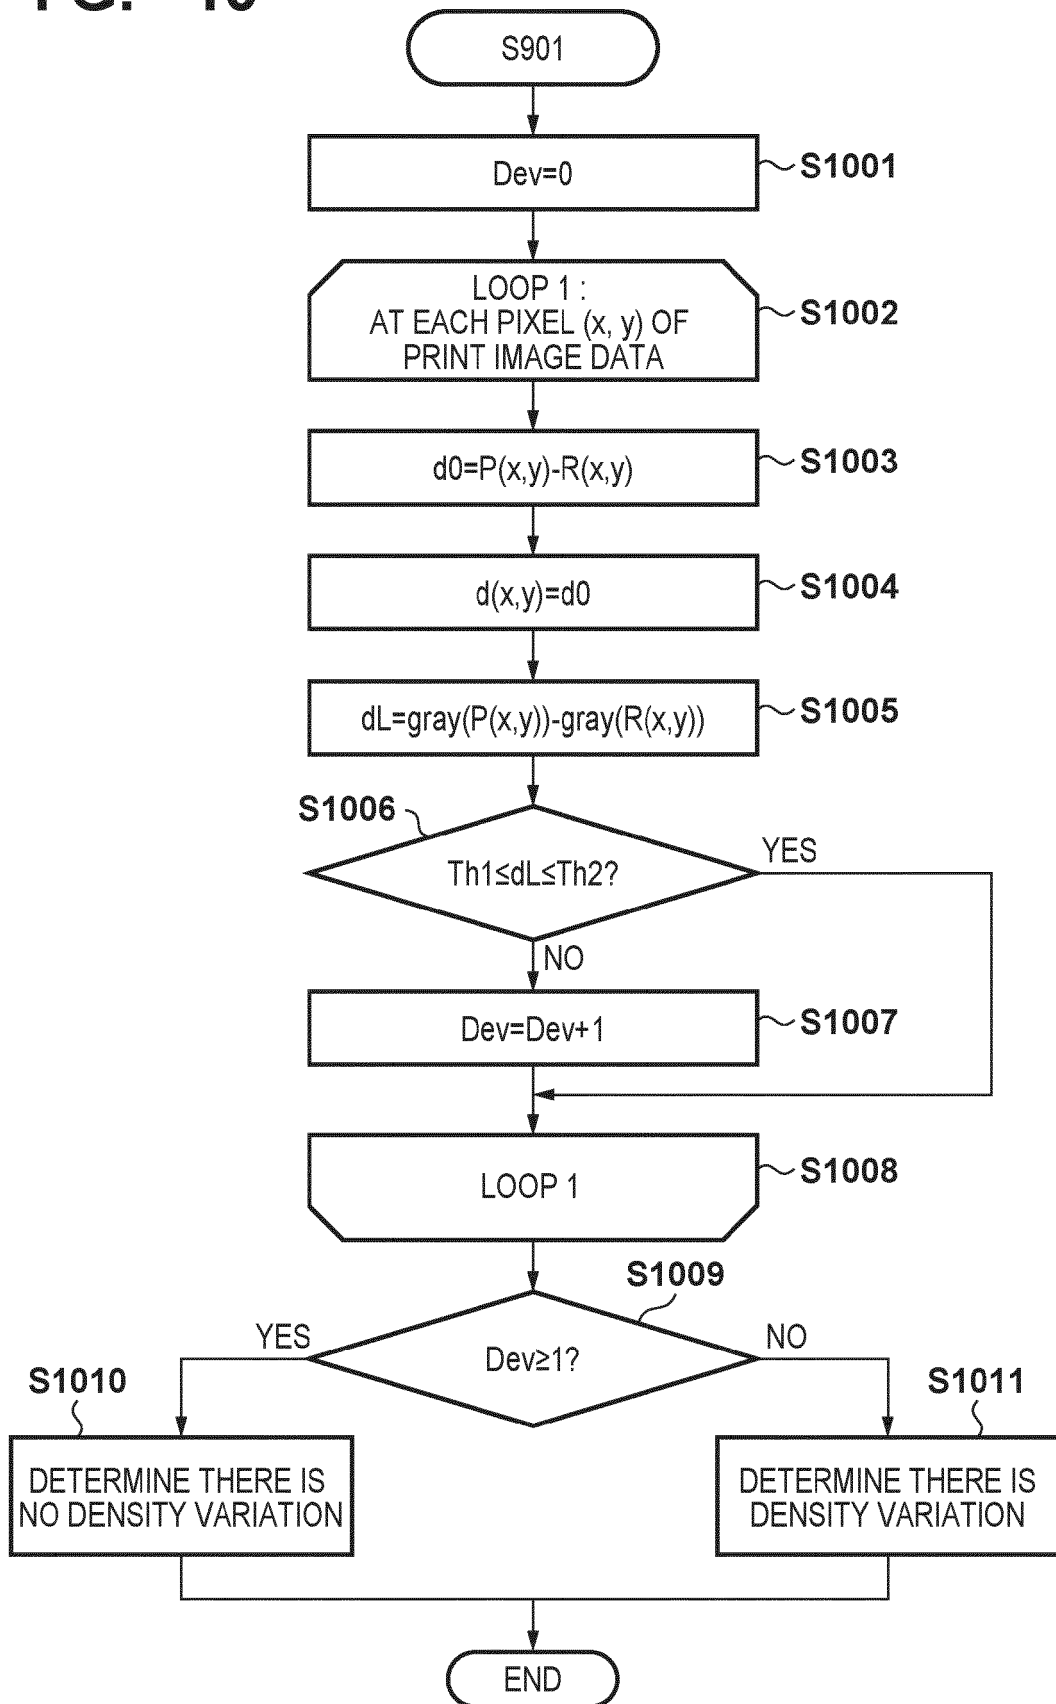 S901
Dev=0
S1001
LOOP 1 :
AT EACH PIXEL (x, y) OF
PRINT IMAGE DATA
S1002
d0=P(x,y)-R(x,y)
S1003
d(x,y)=d0
S1004
dL=gray(P(x,y))-gray(R(x,y))
S1005
S1006
Th1≤dL≤Th2?
YES
NO
Dev=Dev+1
S1007
LOOP 1
S1008
S1009
Dev≥1?
YES
NO
S1010
S1011
DETERMINE THERE IS
NO DENSITY VARIATION
DETERMINE THERE IS
DENSITY VARIATION
END